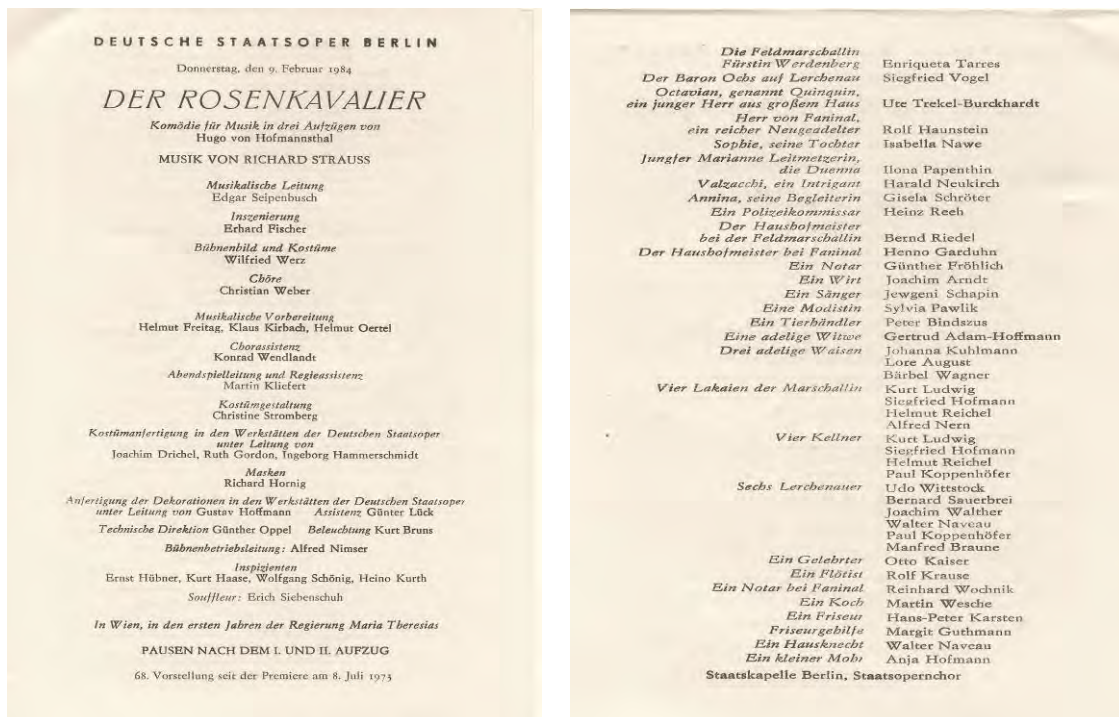 DEUTSCHE STAATSOPER BERLIN
Donnerstag, den 9. Februar 1984
DER ROSENKAVALIER
Komödie für Musik in drei Aufzügen von
Hugo von Hofmannsthal
MUSIK VON RICHARD STRAUSS
Musikalische Leitung
Edgar Seipenbusch
Inszenierung
Erhard Fischer
Bühnenbild und Kostüme
Wilfried Werz
Chöre
Christian Weber
Musikalische Vorbereitung
Helmut Freitag, Klaus Kirbach, Helmut Oertel
Chorassistenz
Konrad Wendlandt
Abendspielleitung und Regieassistenz
Martin Kliefert
Kostümgestaltung
Christine Stromberg
Kostümanfertigung in den Werkstätten der Deutschen Staatsoper
unter Leitung von
Joachim Drichel, Ruth Gordon, Ingeborg Hammerschmidt
Masken
Richard Hornig
Anfertigung der Dekorationen in den Werkstätten der Deutschen Staatsoper
unter Leitung von Gustav Hoffmann Assistenz Günter Lück
Technische Direktion Günther Oppel Beleuchtung Kurt Bruns
Bühnenbetriebsleitung: Alfred Nimser
Inspizienten
Ernst Hübner, Kurt Haase, Wolfgang Schönig, Heino Kurth
Souffleur: Erich Siebenschuh
In Wien, in den ersten Jahren der Regierung Maria Theresias
PAUSEN NACH DEM I. UND II. AUFZUG
68. Vorstellung seit der Premiere am 8. Juli 1973
Die Feldmarschallin
Fürstin Werdenberg Enriqueta Tarres
Der Baron Ochs auf Lerchenau Siegfried Vogel
Octavian, genannt Quinquin,
ein junger Herr aus großem Haus Ute Trekel-Burckhardt
Herr von Faninal,
ein reicher Neugeadelter Rolf Haunstein
Sophie, seine Tochter Isabella Nawe
Jungfer Marianne Leitmetzerin,
die Duenna Ilona Papenthin
Valzacchi, ein Intrigant Harald Neukirch
Annina, seine Begleiterin Gisela Schröter
Ein Polizeikommissar Heinz Reeh
Der Haushofmeister
bei der Feldmarschallin Bernd Riedel
Der Haushofmeister bei Faninal Henno Garduhn
Ein Notar Günther Fröhlich
Ein Wirt Joachim Arndt
Ein Sänger Jewgeni Schapin
Eine Modistin Sylvia Pawlik
Ein Tierhändler Peter Bindszus
Eine adelige Witwe Gertrud Adam-Hoffmann
Drei adelige Waisen Johanna Kuhlmann
Lore August
Bärbel Wagner
Vier Lakaien der Marschallin Kurt Ludwig
Siegfried Hofmann
Helmut Reichel
Alfred Nern
Vier Kellner Kurt Ludwig
Siegfried Hofmann
Helmut Reichel
Paul Koppenhöfer
Sechs Lerchenauer Udo Wittstock
Bernard Sauerbrei
Joachim Walther
Walter Naveau
Paul Koppenhöfer
Manfred Braune
Ein Gelehrter Otto Kaiser
Ein Flötist Rolf Krause
Ein Notar bei Faninal Reinhard Wochnik
Ein Koch Martin Wesche
Ein Friseur Hans-Peter Karsten
Friseurgehilfe Margit Guthmann
Ein Hausknecht Walter Naveau
Ein kleiner Mohr Anja Hofmann
Staatskapelle Berlin, Staatsopernchor